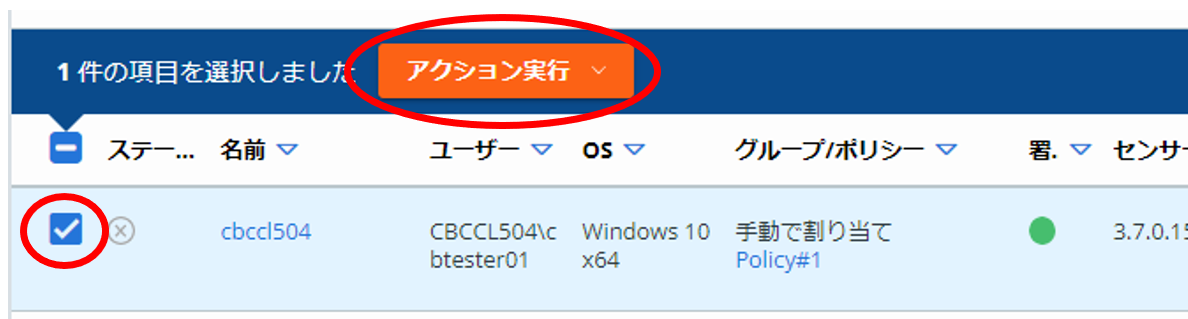 1 件の項目を選択しました アクション実行
ステー... 名前 ユーザー OS グループ/ポリシー 署. センサー
cbccl504 CBCCL504\c Windows 10 手動で割り当て 3.7.0.15
btester01 x64 Policy#1